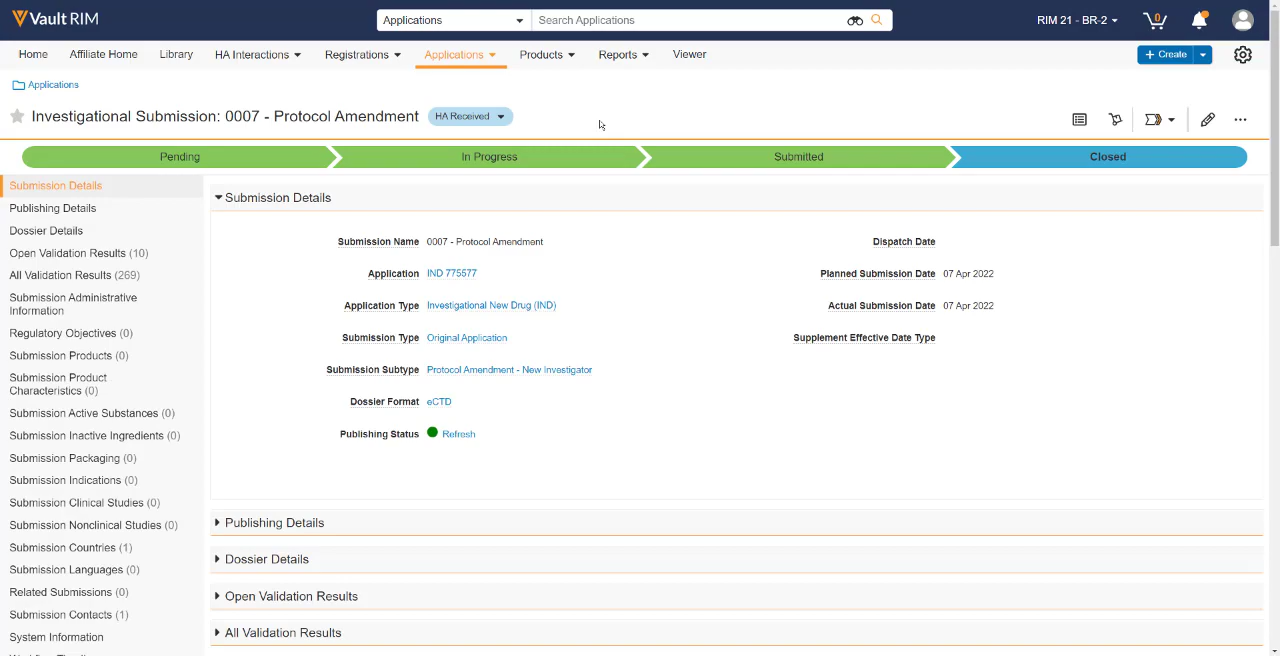 Vault RIM
Applications
Search Applications
RIM 21 - BR-2
0
Home
Affiliate Home
Library
HA Interactions
Registrations
Applications
Products
Reports
Viewer
+ Create
Applications
Investigational Submission: 0007 - Protocol Amendment
HA Received
Pending
In Progress
Submitted
Closed
Submission Details
Publishing Details
Dossier Details
Open Validation Results (10)
All Validation Results (269)
Submission Administrative
Information
Regulatory Objectives (0)
Submission Products (0)
Submission Product
Characteristics (0)
Submission Active Substances (0)
Submission Inactive Ingredients (0)
Submission Packaging (0)
Submission Indications (0)
Submission Clinical Studies (0)
Submission Nonclinical Studies (0)
Submission Countries (1)
Submission Languages (0)
Related Submissions (0)
Submission Contacts (1)
System Information
Submission Details
Submission Name 0007 - Protocol Amendment
Application IND 775577
Application Type Investigational New Drug (IND)
Submission Type Original Application
Submission Subtype Protocol Amendment - New Investigator
Dossier Format eCTD
Publishing Status Refresh
Dispatch Date
Planned Submission Date 07 Apr 2022
Actual Submission Date 07 Apr 2022
Supplement Effective Date Type
Publishing Details
Dossier Details
Open Validation Results
All Validation Results